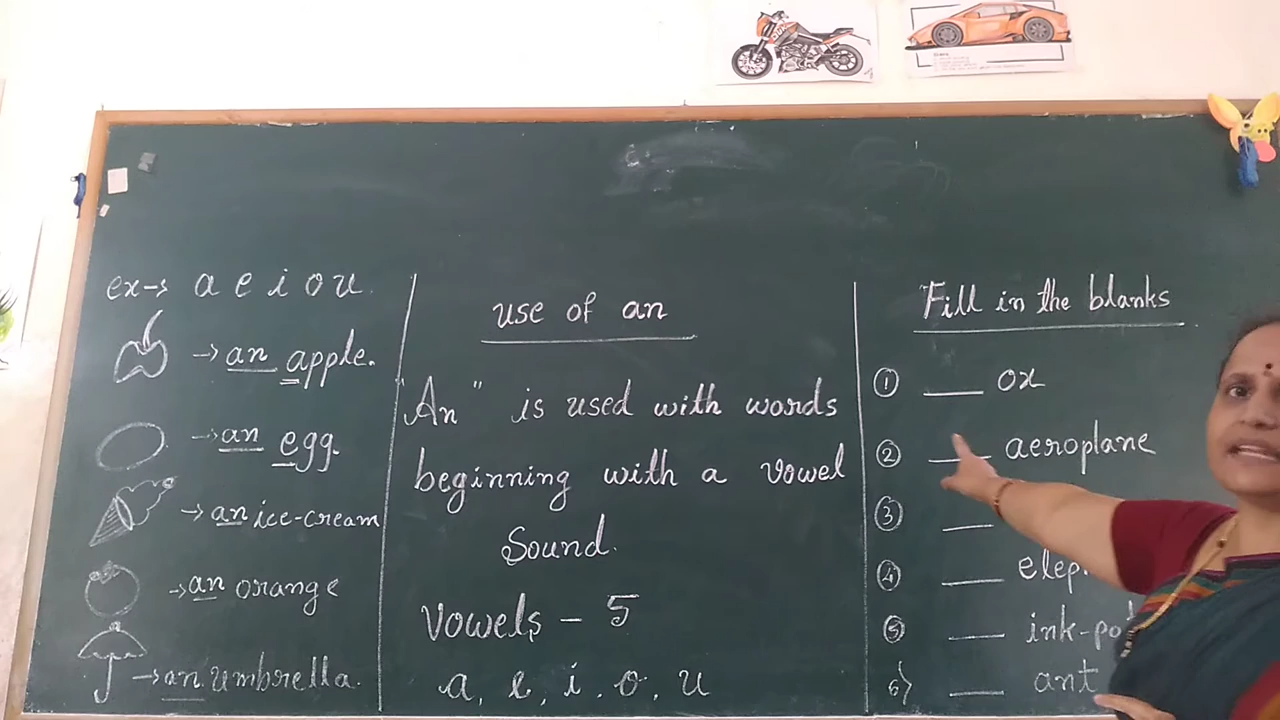 ex→ a e i o u.
→ an apple.
→ an egg.
→ an ice-cream
→ an orange
→ an umbrella.
use of an
"An" is used with words
beginning with a vowel
Sound.
Vowels - 5
a, e, i, o, u
Fill in the blanks
① ___ ox
② ___ aeroplane
③ ___
④ ___ elep
⑤ ___ ink-po
6) ___ ant